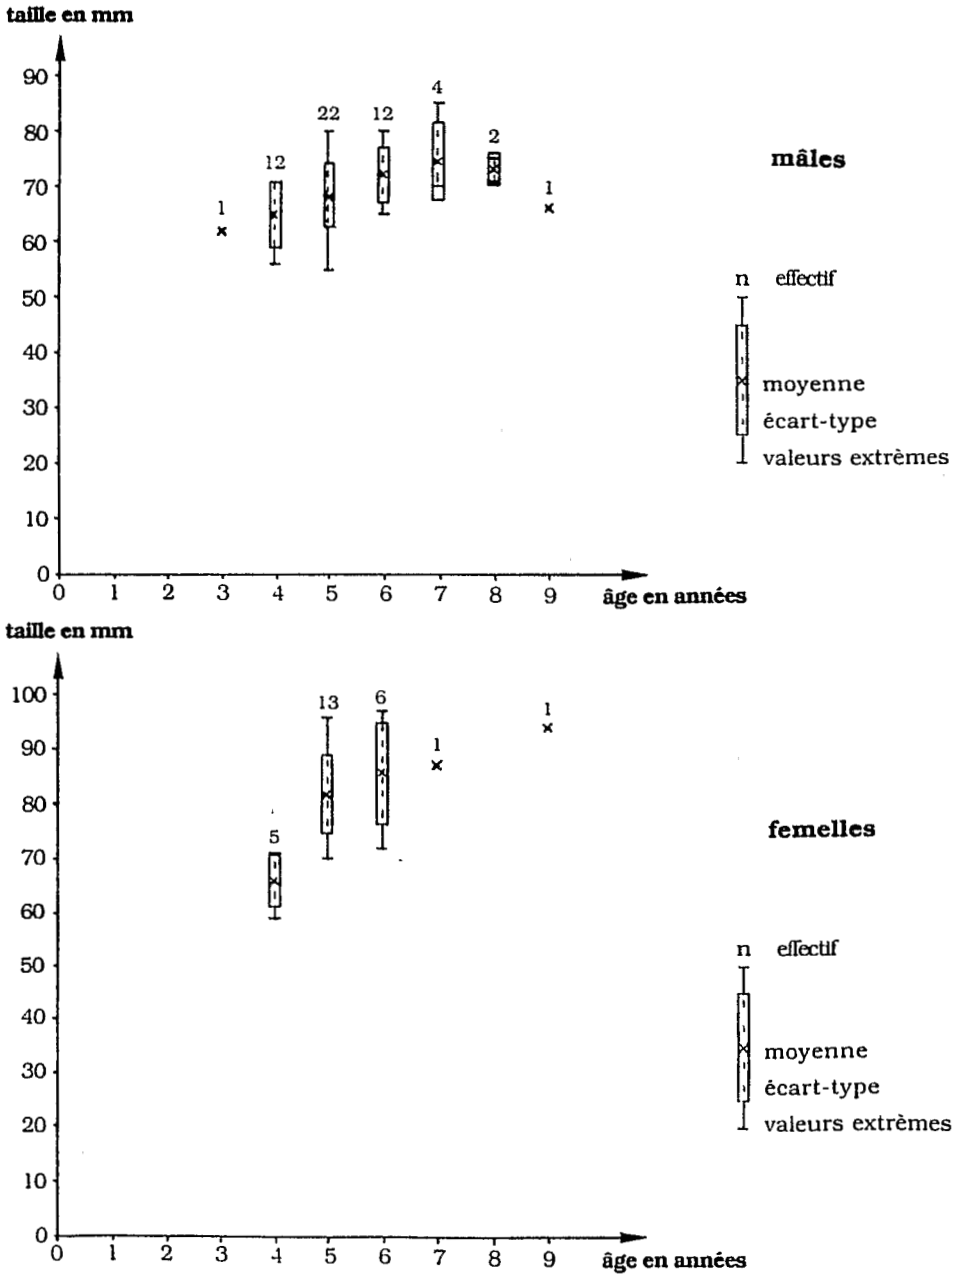 taille en mm
90
80
70
60
50
40
30
20
10
0
1
12
22
12
4
2
1
mâles
n effectif
moyenne
écart-type
valeurs extrêmes
0 1 2 3 4 5 6 7 8 9
âge en années
taille en mm
100
90
80
70
60
50
40
30
20
10
0
5
13
6
1
1
femelles
n effectif
moyenne
écart-type
valeurs extrêmes
0 1 2 3 4 5 6 7 8 9
âge en années